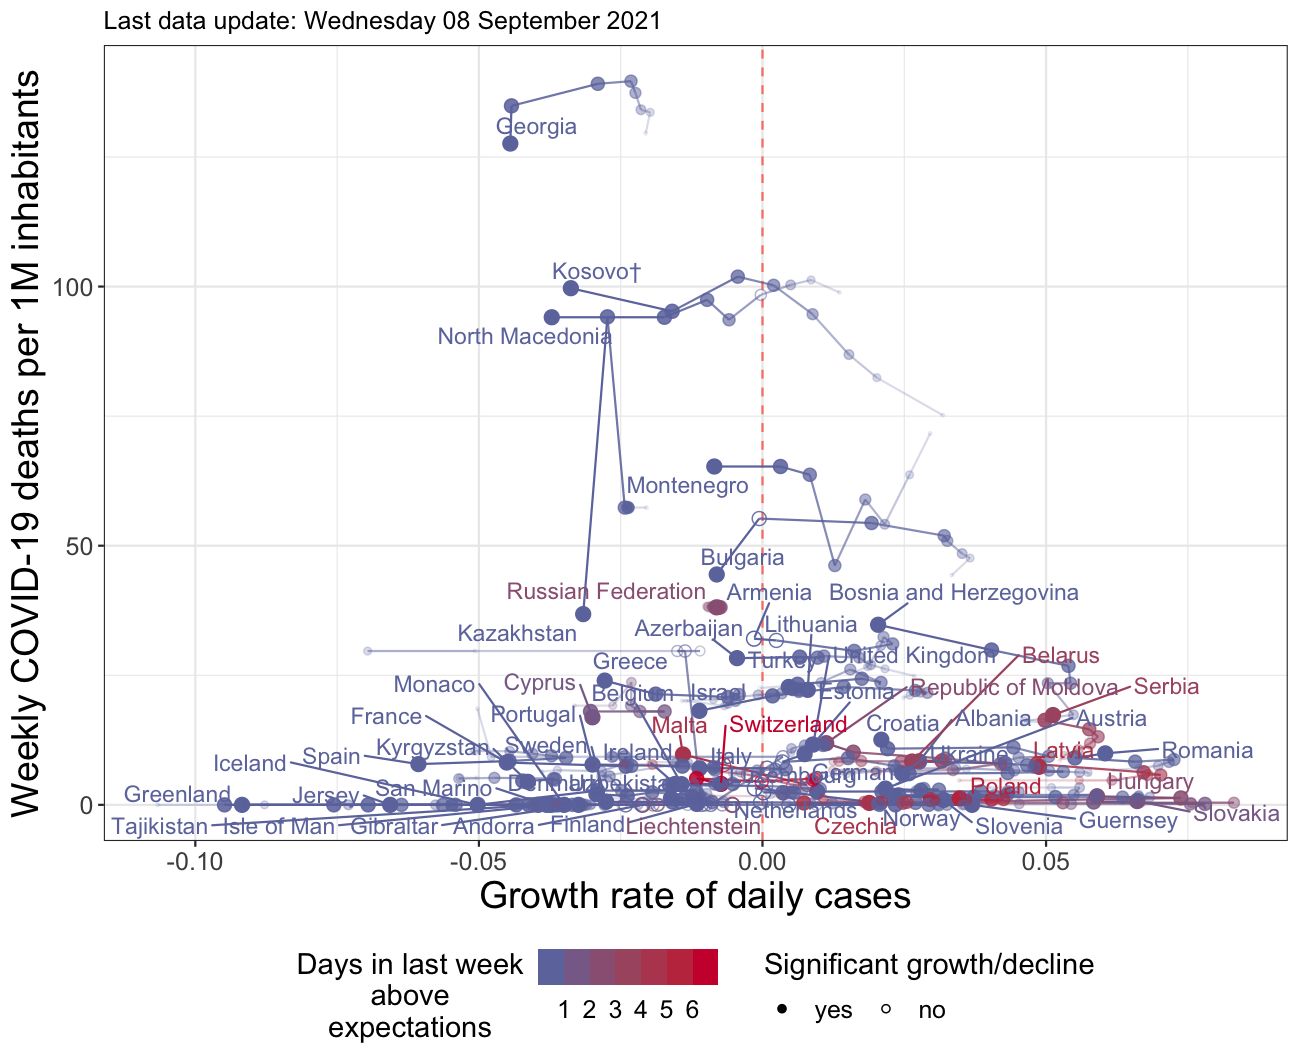 Last data update: Wednesday 08 September 2021
Weekly COVID-19 deaths per 1M inhabitants
100
50
0
Georgia
Kosovo†
North Macedonia
Montenegro
Bulgaria
Russian Federation
Armenia
Bosnia and Herzegovina
Azerbaijan
Lithuania
Kazakhstan
Greece
Turkey
United Kingdom
Belarus
Monaco
Cyprus
Belgium
Israel
Estonia
Republic of Moldova
Serbia
France
Portugal
Malta
Switzerland
Croatia
Albania
Austria
Iceland
Spain
Kyrgyzstan
Sweden
Ireland
Italy
Ukraine
Latvia
Romania
Greenland
Jersey
San Marino
Denmark
Uzbekistan
Germany
Poland
Hungary
Netherlands
Norway
Slovakia
Tajikistan
Isle of Man
Gibraltar
Andorra
Finland
Liechtenstein
Czechia
Slovenia
Guernsey
-0.10
-0.05
0.00
0.05
Growth rate of daily cases
Days in last week
above
expectations
1 2 3 4 5 6
Significant growth/decline
yes
no